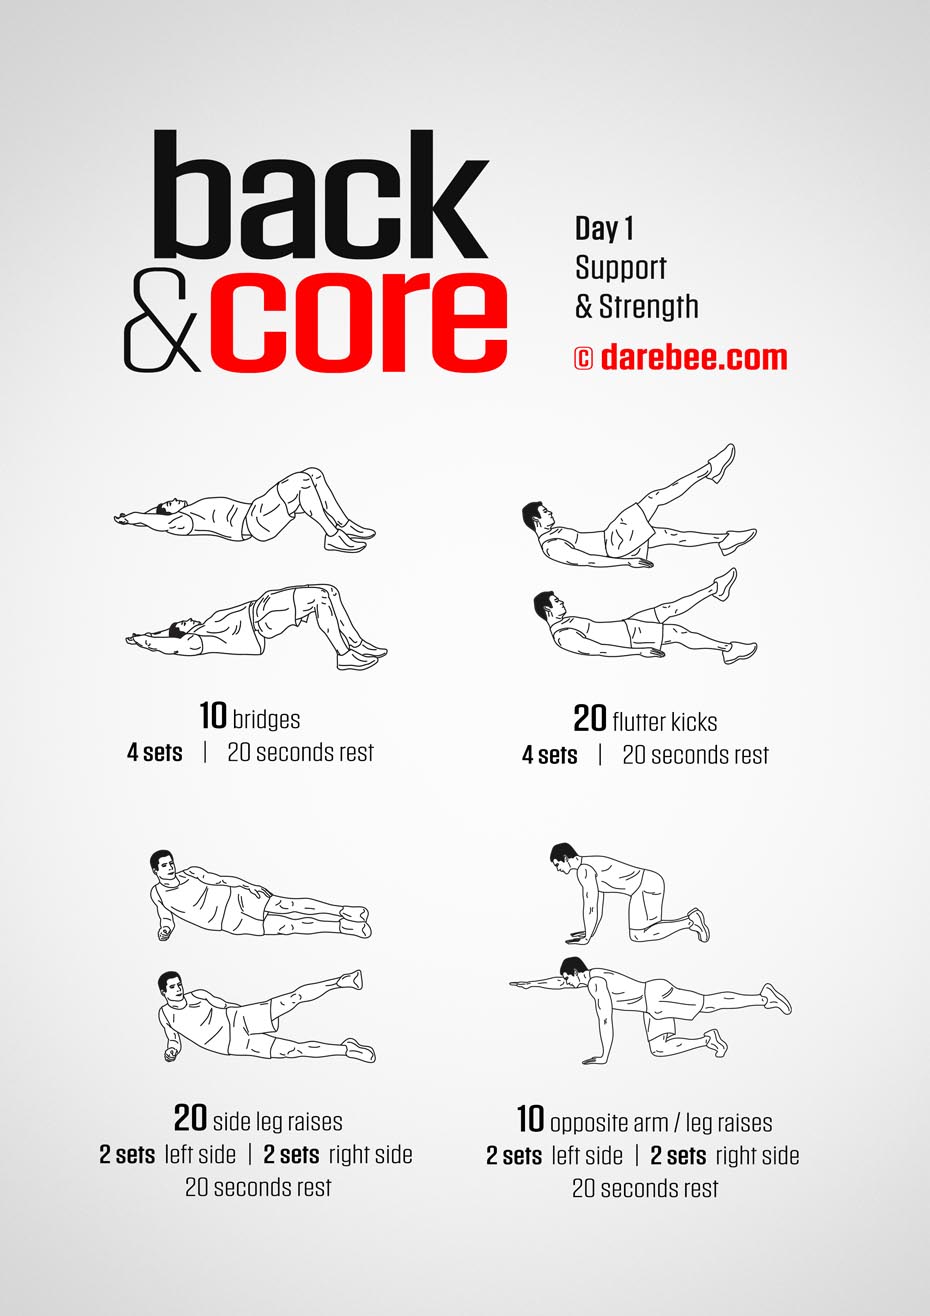 back
&core
Day 1
Support
& Strength
© darebee.com
10 bridges
4 sets | 20 seconds rest
20 flutter kicks
4 sets | 20 seconds rest
20 side leg raises
2 sets left side | 2 sets right side
20 seconds rest
10 opposite arm / leg raises
2 sets left side | 2 sets right side
20 seconds rest